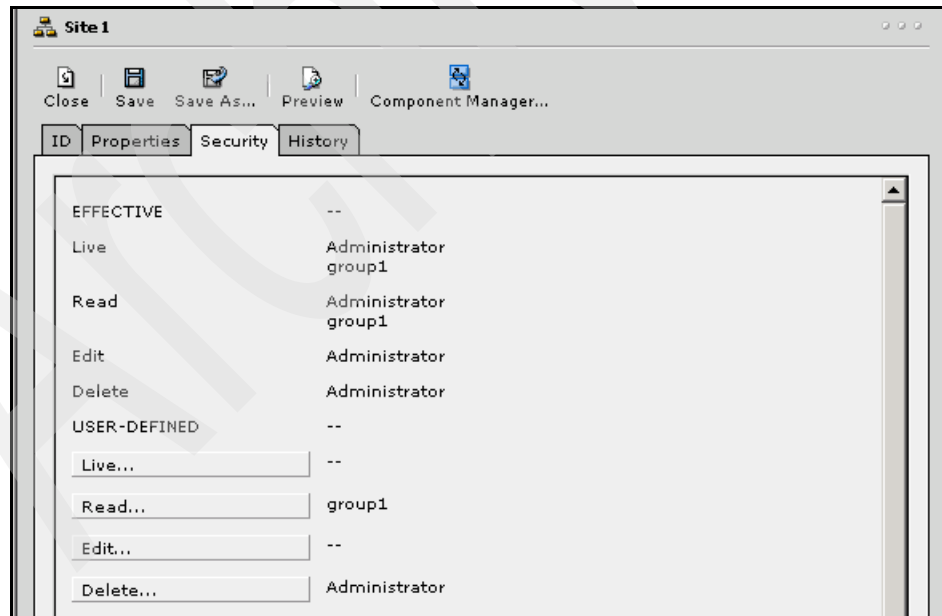 Site 1
Close Save Save As... Preview Component Manager...
ID Properties Security History
EFFECTIVE --
Live Administrator
group1
Read Administrator
group1
Edit Administrator
Delete Administrator
USER-DEFINED --
Live... --
Read... group1
Edit... --
Delete... Administrator